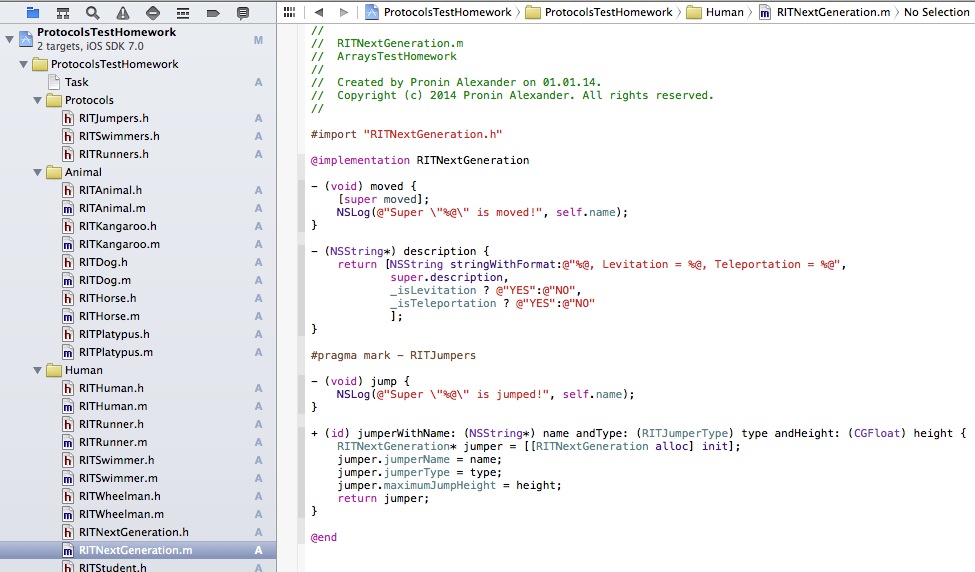 ProtocolsTestHomework
ProtocolsTestHomework
Human
RITNextGeneration.m
No Selection
ProtocolsTestHomework
M
2 targets, iOS SDK 7.0
ProtocolsTestHomework
Task A
Protocols
RITJumpers.h A
RITSwimmers.h A
RITRunners.h A
Animal
RITAnimal.h A
RITAnimal.m A
RITKangaroo.h A
RITKangaroo.m A
RITDog.h A
RITDog.m A
RITHorse.h A
RITHorse.m A
RITPlatypus.h A
RITPlatypus.m A
Human
RITHuman.h A
RITHuman.m A
RITRunner.h A
RITRunner.m A
RITSwimmer.h A
RITSwimmer.m A
RITWheelman.h A
RITWheelman.m A
RITNextGeneration.h A
RITNextGeneration.m A
RITStudent.h A
//
//  RITNextGeneration.m
//  ArraysTestHomework
//
//  Created by Pronin Alexander on 01.01.14.
//  Copyright (c) 2014 Pronin Alexander. All rights reserved.
//
#import "RITNextGeneration.h"
@implementation RITNextGeneration
- (void) moved {
    [super moved];
    NSLog(@"Super \"%@\" is moved!", self.name);
}
- (NSString*) description {
    return [NSString stringWithFormat:@"%@, Levitation = %@, Teleportation = %@",
            super.description,
            _isLevitation ? @"YES":@"NO",
            _isTeleportation ? @"YES":@"NO"
            ];
}
#pragma mark - RITJumpers
- (void) jump {
    NSLog(@"Super \"%@\" is jumped!", self.name);
}
+ (id) jumperWithName: (NSString*) name andType: (RITJumperType) type andHeight: (CGFloat) height {
    RITNextGeneration* jumper = [[RITNextGeneration alloc] init];
    jumper.jumperName = name;
    jumper.jumperType = type;
    jumper.maximumJumpHeight = height;
    return jumper;
}
@end